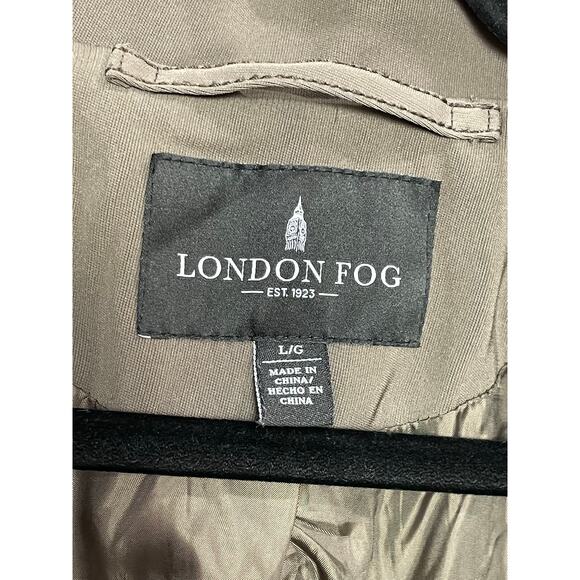 LONDON FOG
EST. 1923
L/G
MADE IN
CHINA/
HECHO EN
CHINA